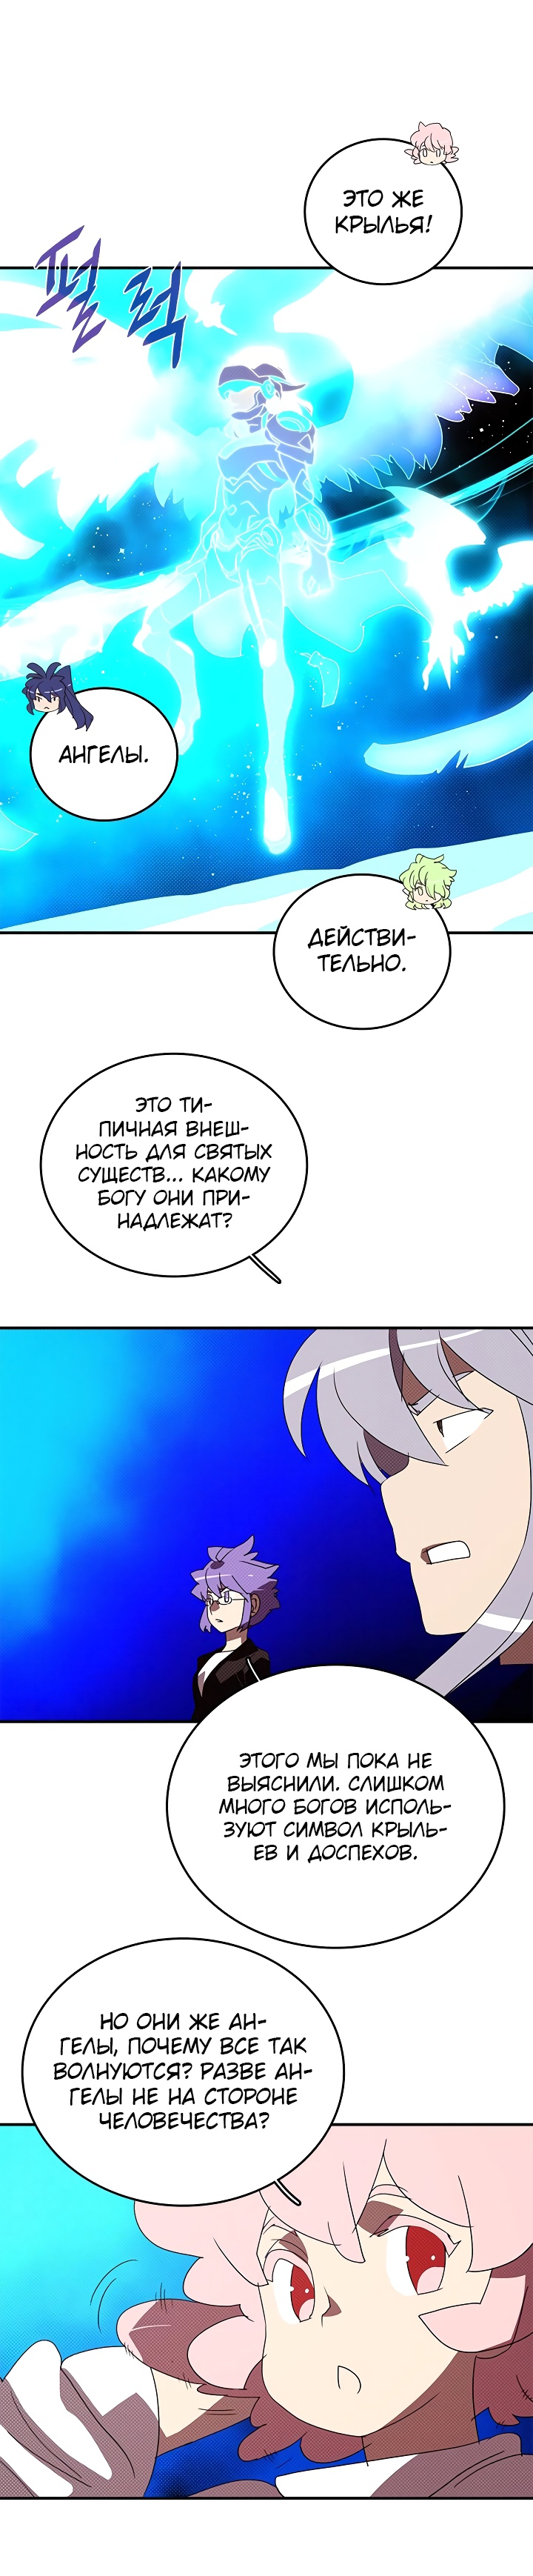 ЭТО ЖЕ
КРЫЛЬЯ!
펄럭
АНГЕЛЫ.
ДЕЙСТВИ-
ТЕЛЬНО.
ЭТО ТИ-
ПИЧНАЯ ВНЕШ-
НОСТЬ ДЛЯ СВЯТЫХ
СУЩЕСТВ... КАКОМУ
БОГУ ОНИ ПРИ-
НАДЛЕЖАТ?
ЭТОГО МЫ ПОКА НЕ
ВЫЯСНИЛИ. СЛИШКОМ
МНОГО БОГОВ ИСПОЛЬ-
ЗУЮТ СИМВОЛ КРЫЛЬ-
ЕВ И ДОСПЕХОВ.
НО ОНИ ЖЕ АН-
ГЕЛЫ, ПОЧЕМУ ВСЕ ТАК
ВОЛНУЮТСЯ? РАЗВЕ АН-
ГЕЛЫ НЕ НА СТОРОНЕ
ЧЕЛОВЕЧЕСТВА?